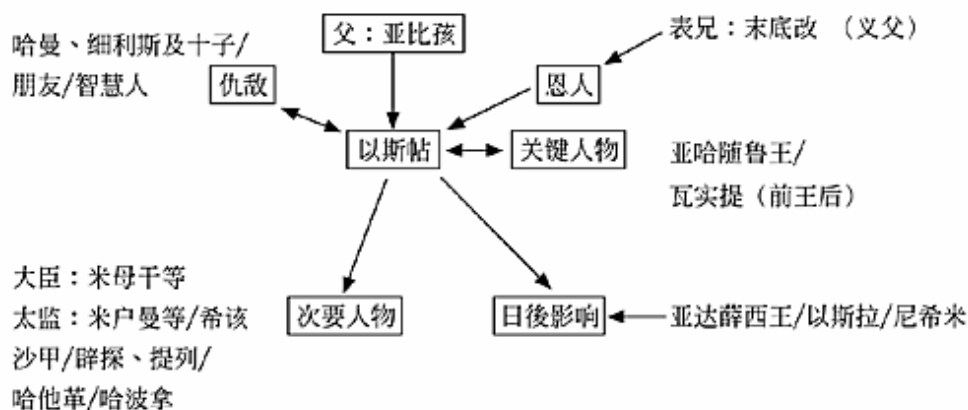 父：亚比孩
表兄：末底改 （义父）
哈曼、细利斯及十子/
朋友/智慧人
仇敌
恩人
以斯帖
关键人物
亚哈随鲁王/
瓦实提（前王后）
大臣：米母干等
太监：米户曼等/希该
沙甲/辟探、提列/
哈他革/哈波拿
次要人物
日後影响
亚达薛西王/以斯拉/尼希米